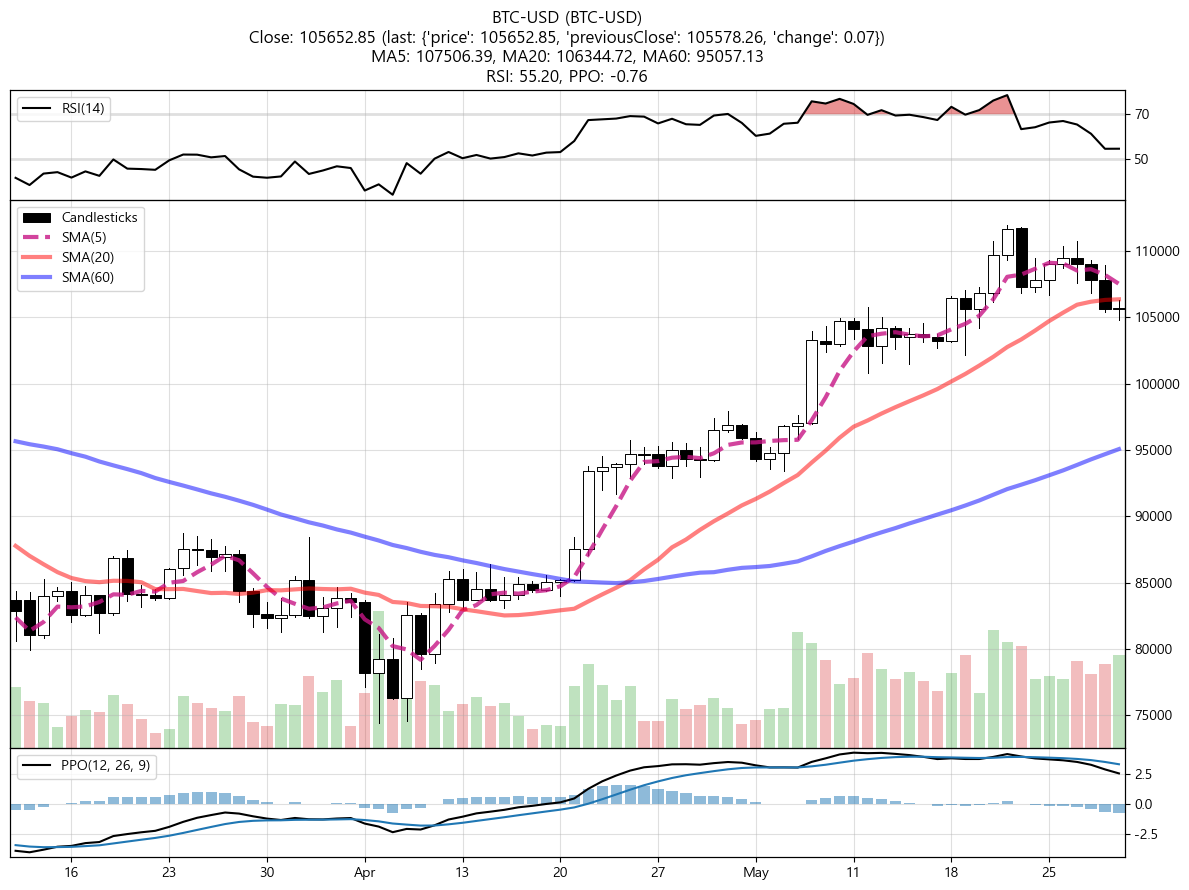 BTC-USD (BTC-USD)
Close: 105652.85 (last: {'price': 105652.85, 'previousClose': 105578.26, 'change': 0.07})
MA5: 107506.39, MA20: 106344.72, MA60: 95057.13
RSI: 55.20, PPO: -0.76
RSI(14)
70
50
Candlesticks
SMA(5)
SMA(20)
SMA(60)
110000
105000
100000
95000
90000
85000
80000
75000
PPO(12, 26, 9)
2.5
0.0
-2.5
16 23 30 Apr 13 20 27 May 11 18 25